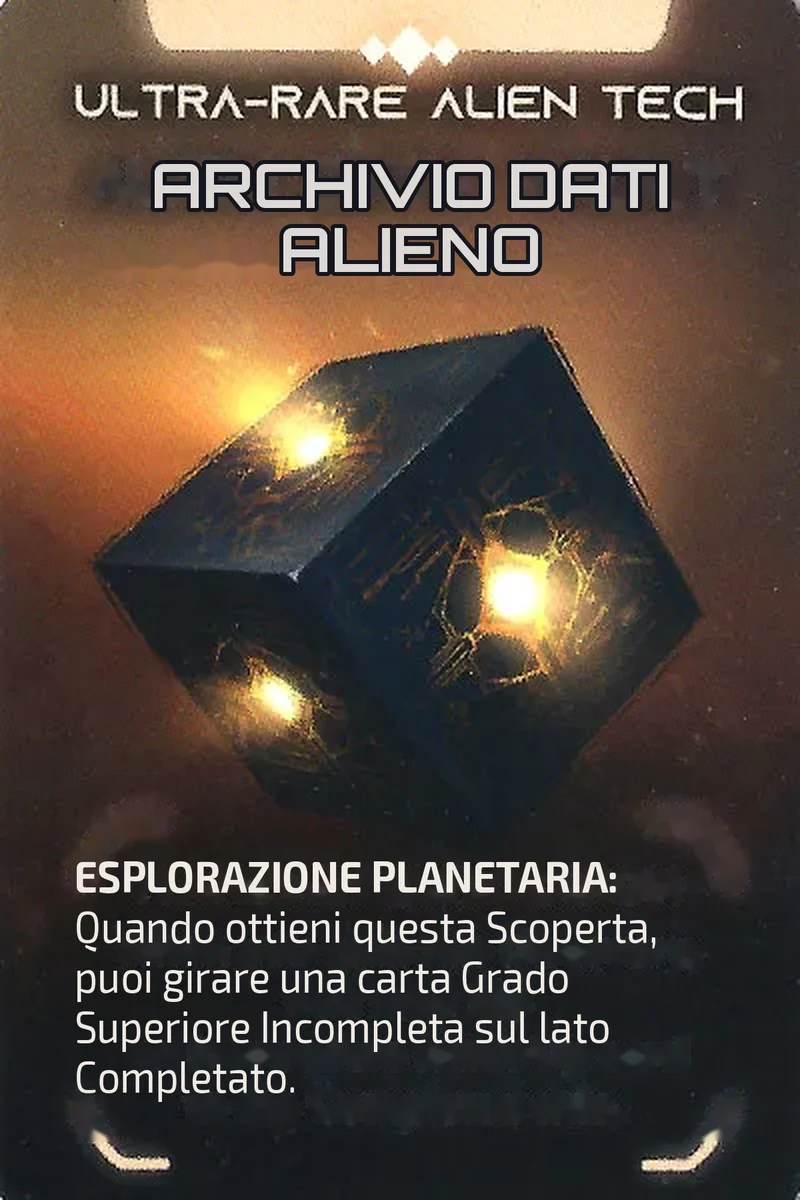 ULTRA-RARE ALIEN TECH
ARCHIVIO DATI
ALIENO
ESPLORAZIONE PLANETARIA:
Quando ottieni questa Scoperta,
puoi girare una carta Grado
Superiore Incompleta sul lato
Completato.